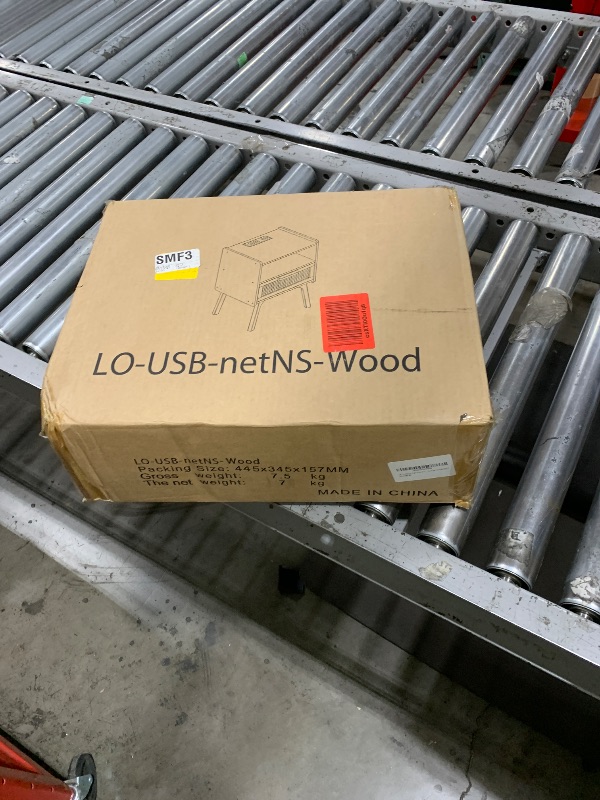 SMF3
LO-USB-netNS-Wood
LO-USB-netNS-Wood
Packing Size: 445x345x157MM
Gross weight: 7.5 kg
The net weight: 7 kg
MADE IN CHINA